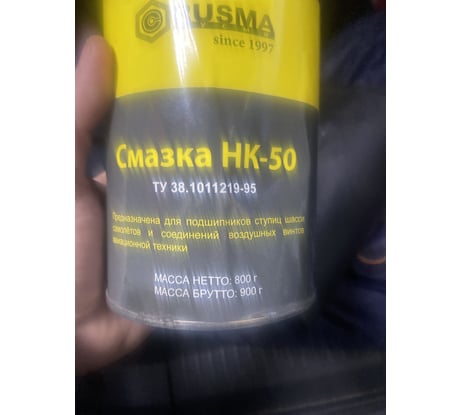 RUSMA
since 1997
Смазка НК-50
ТУ 38.1011219-95
Предназначена для подшипников ступиц шасси
самолётов и соединений воздушных винтов
авиационной техники
МАССА НЕТТО: 800 г
МАССА БРУТТО: 900 г